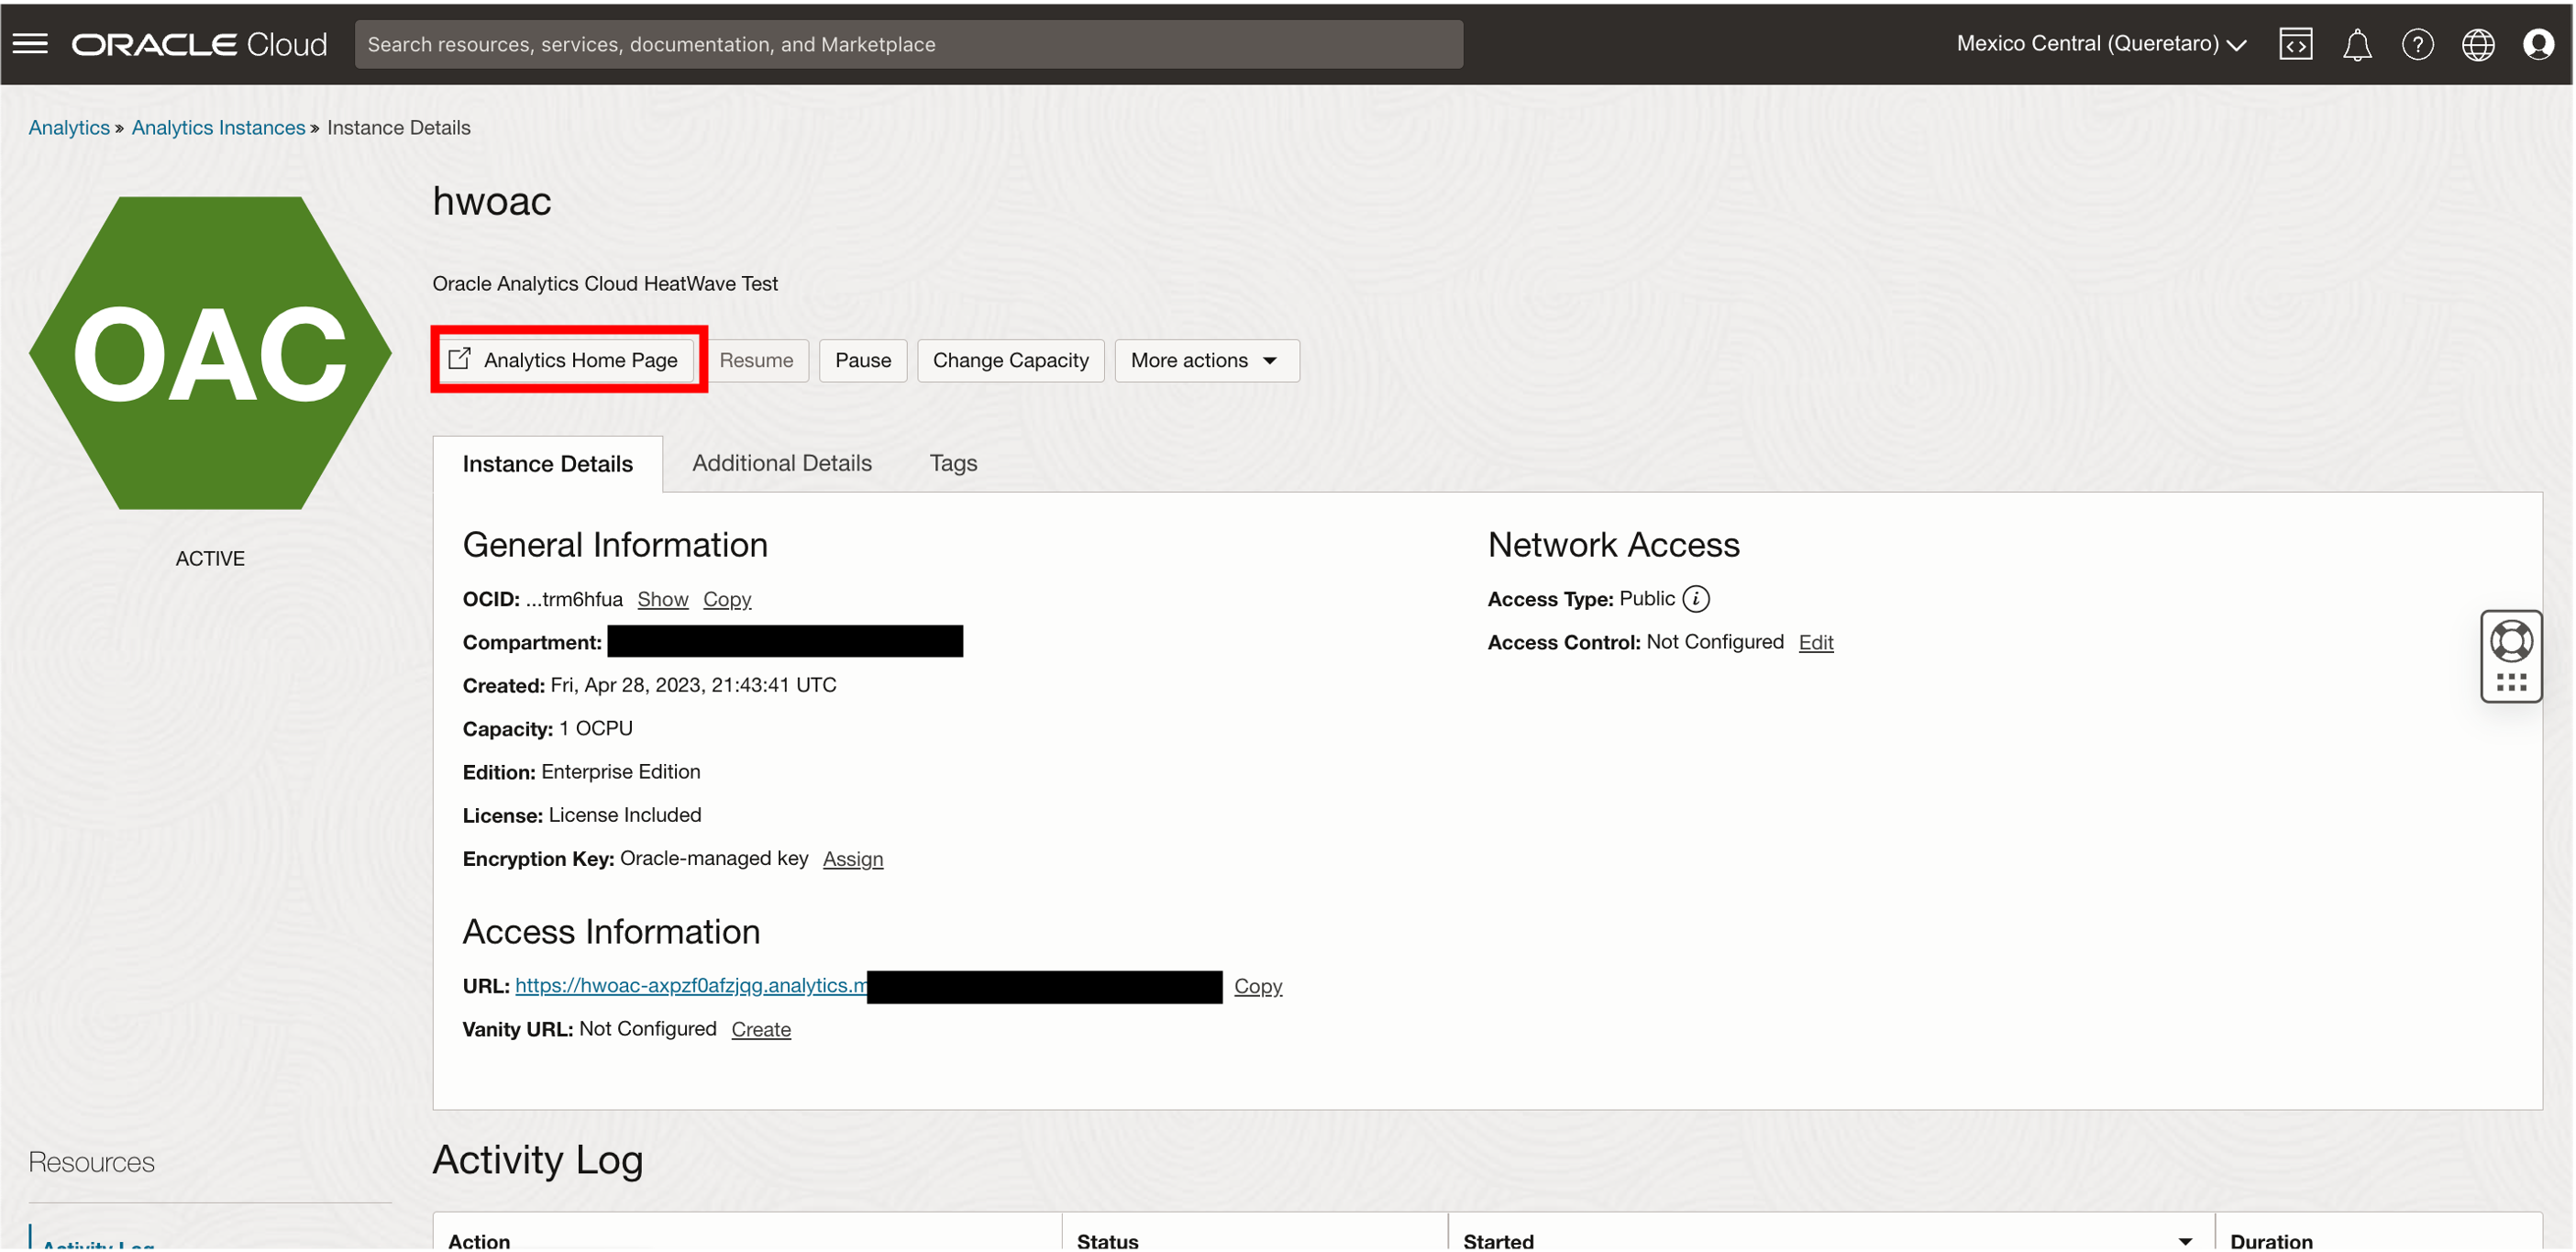 ORACLE Cloud
Search resources, services, documentation, and Marketplace
Mexico Central (Queretaro)
Analytics » Analytics Instances » Instance Details
OAC
ACTIVE
hwoac
Oracle Analytics Cloud HeatWave Test
Analytics Home Page
Resume
Pause
Change Capacity
More actions
Instance Details
Additional Details
Tags
General Information
OCID: ...trm6hfua Show Copy
Compartment:
Created: Fri, Apr 28, 2023, 21:43:41 UTC
Capacity: 1 OCPU
Edition: Enterprise Edition
License: License Included
Encryption Key: Oracle-managed key Assign
Access Information
URL: https://hwoac-axpzf0afzjqg.analytics.m Copy
Vanity URL: Not Configured Create
Network Access
Access Type: Public
Access Control: Not Configured Edit
Resources
Activity Log
Activity Log
Action
Status
Started
Duration